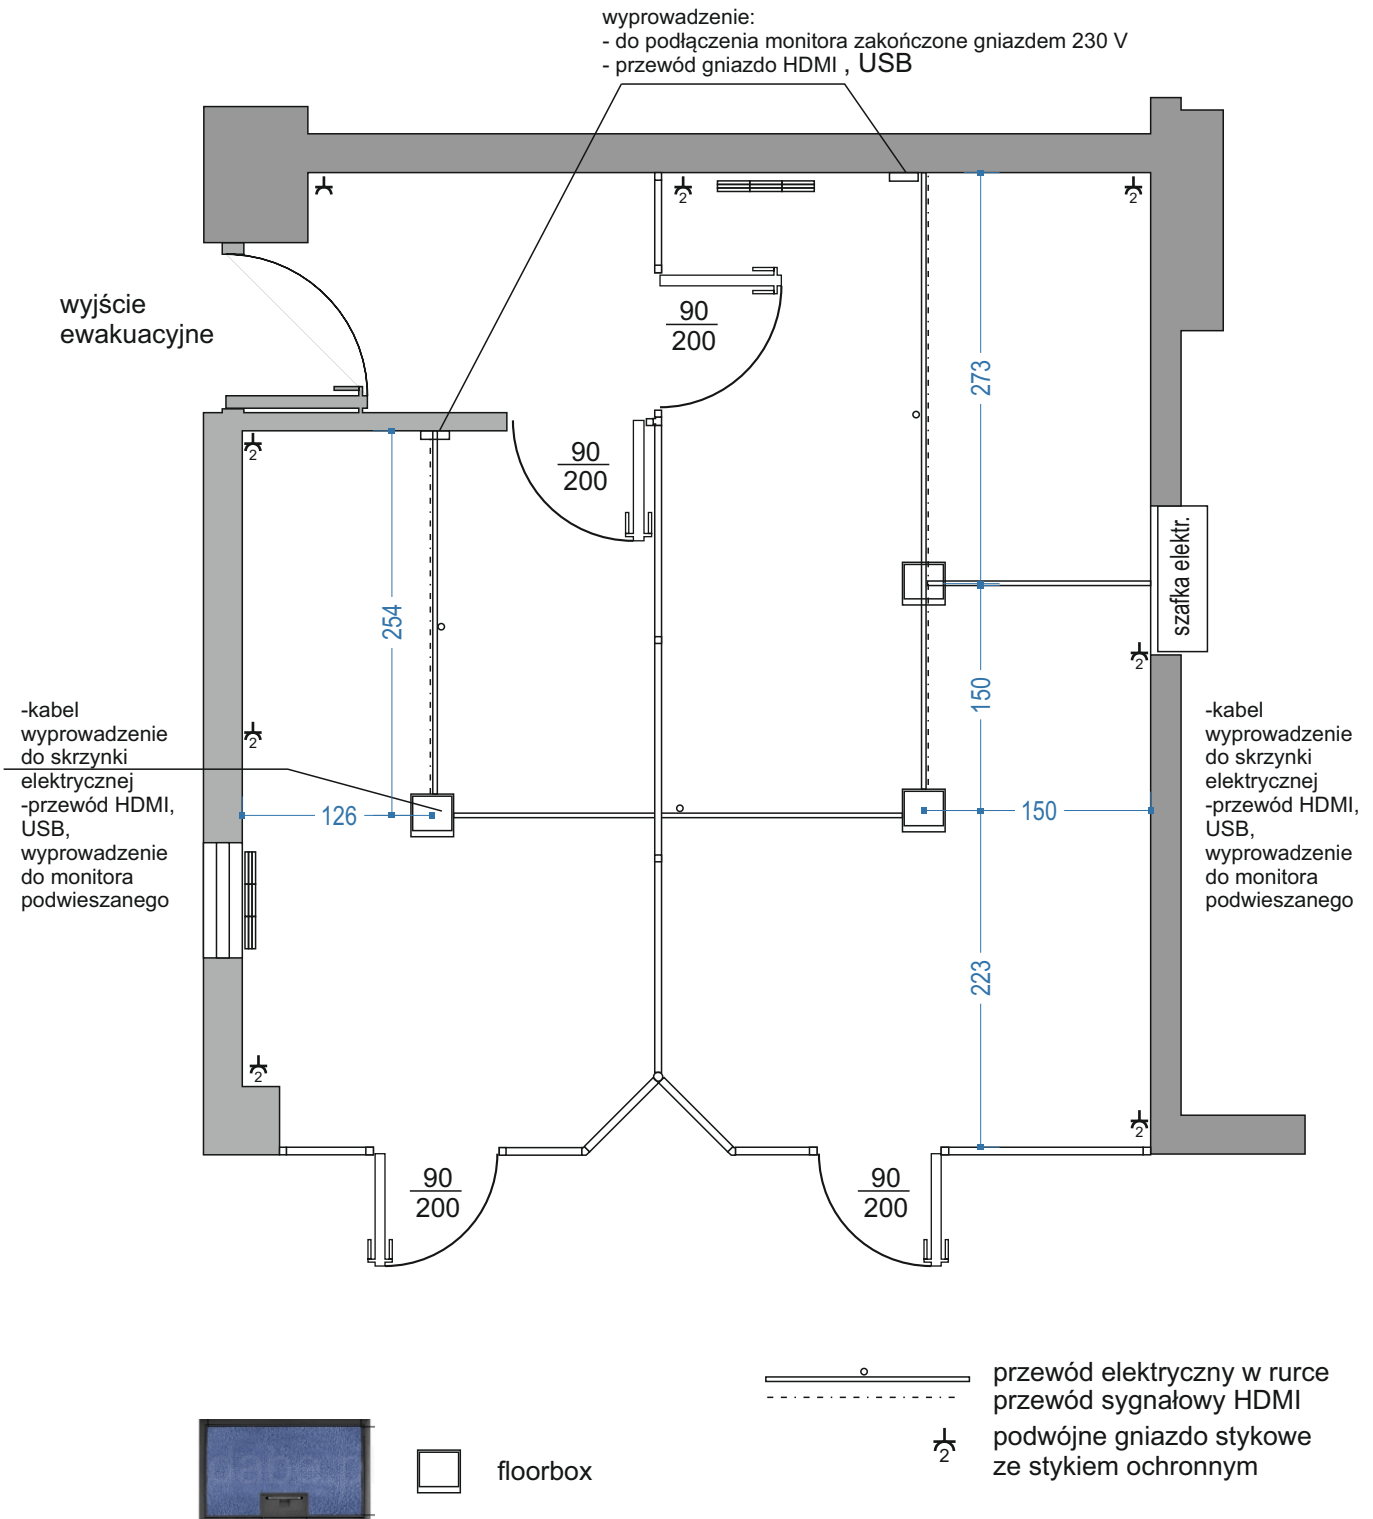 wyprowadzenie:
- do podłączenia monitora zakończone gniazdem 230 V
- przewód gniazdo HDMI , USB
2
2
wyjście
ewakuacyjne
90
200
273
90
200
2
szafka elektr.
254
2
150
-kabel
wyprowadzenie
do skrzynki
elektrycznej
-przewód HDMI,
USB,
wyprowadzenie
do monitora
podwieszanego
2
126
150
-kabel
wyprowadzenie
do skrzynki
elektrycznej
-przewód HDMI,
USB,
wyprowadzenie
do monitora
podwieszanego
223
2
2
90
200
90
200
przewód elektryczny w rurce
przewód sygnałowy HDMI
2
podwójne gniazdo stykowe
ze stykiem ochronnym
floorbox